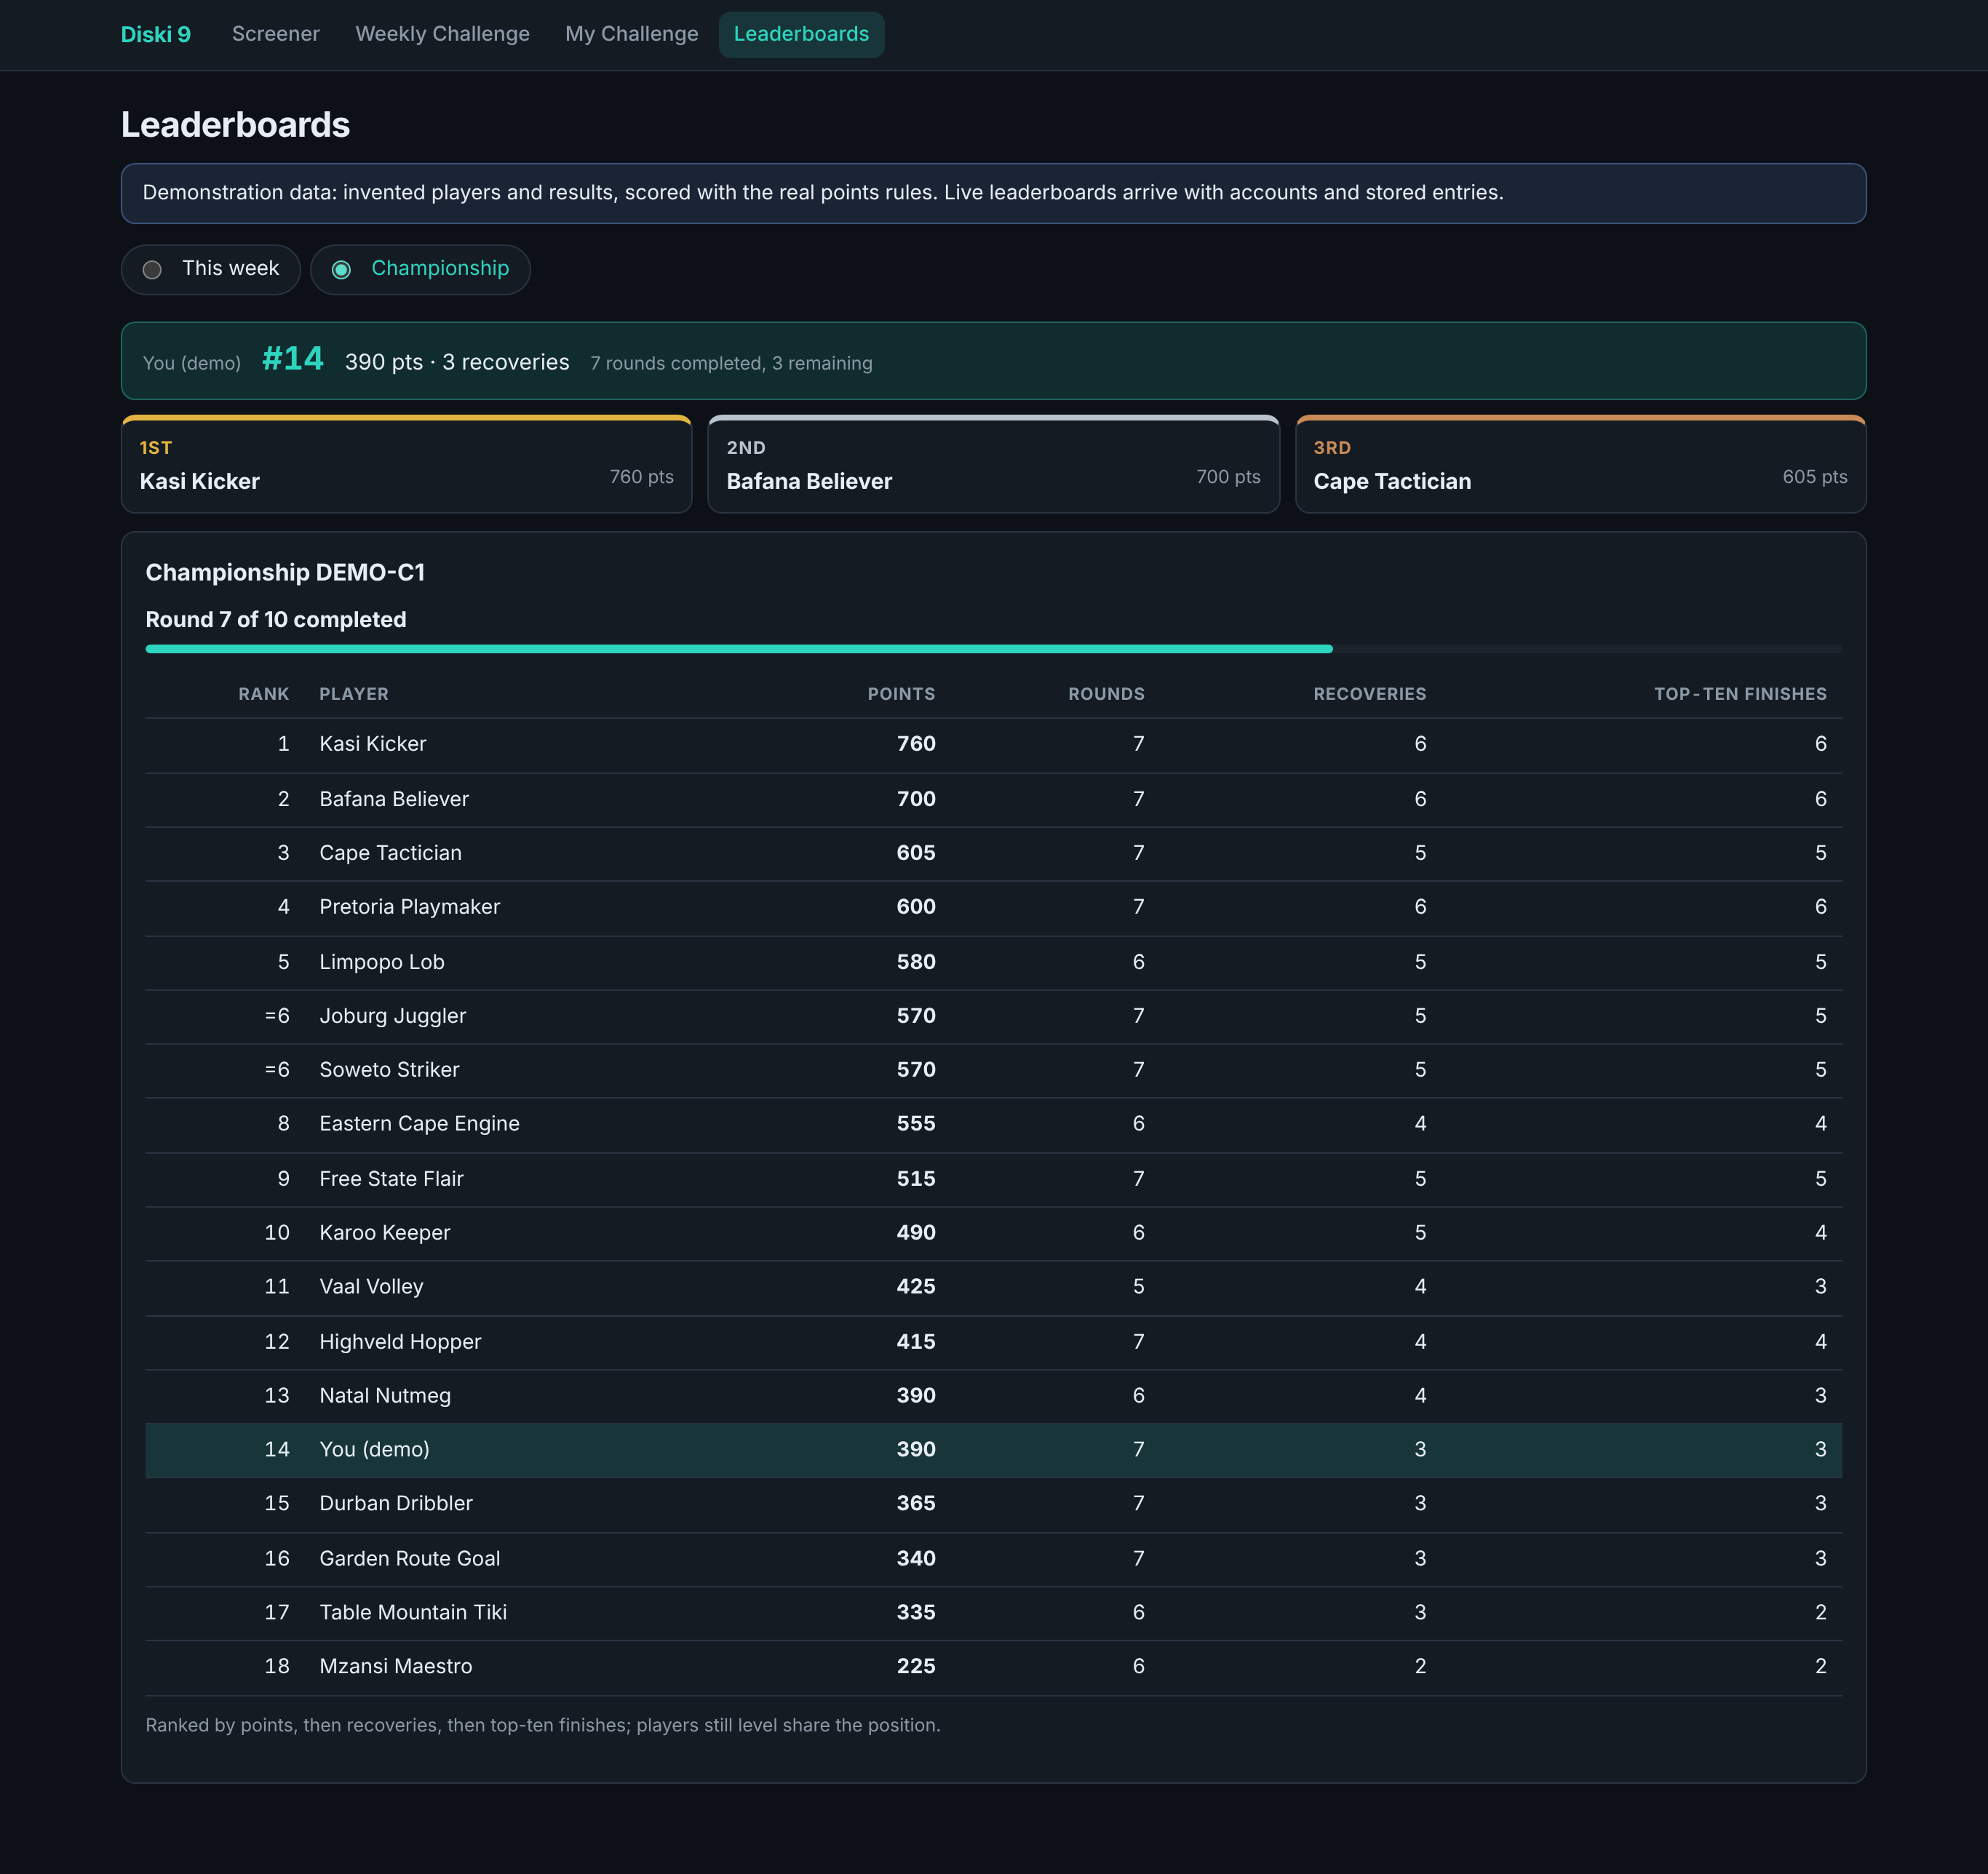 Diski 9 Screener Weekly Challenge My Challenge Leaderboards
Leaderboards
Demonstration data: invented players and results, scored with the real points rules. Live leaderboards arrive with accounts and stored entries.
This week Championship
You (demo) #14 390 pts · 3 recoveries 7 rounds completed, 3 remaining
1ST
Kasi Kicker 760 pts
2ND
Bafana Believer 700 pts
3RD
Cape Tactician 605 pts
Championship DEMO-C1
Round 7 of 10 completed
RANK PLAYER POINTS ROUNDS RECOVERIES TOP-TEN FINISHES
1 Kasi Kicker 760 7 6 6
2 Bafana Believer 700 7 6 6
3 Cape Tactician 605 7 5 5
4 Pretoria Playmaker 600 7 6 6
5 Limpopo Lob 580 6 5 5
=6 Joburg Juggler 570 7 5 5
=6 Soweto Striker 570 7 5 5
8 Eastern Cape Engine 555 6 4 4
9 Free State Flair 515 7 5 5
10 Karoo Keeper 490 6 5 4
11 Vaal Volley 425 5 4 3
12 Highveld Hopper 415 7 4 4
13 Natal Nutmeg 390 6 4 3
14 You (demo) 390 7 3 3
15 Durban Dribbler 365 7 3 3
16 Garden Route Goal 340 7 3 3
17 Table Mountain Tiki 335 6 3 2
18 Mzansi Maestro 225 6 2 2
Ranked by points, then recoveries, then top-ten finishes; players still level share the position.